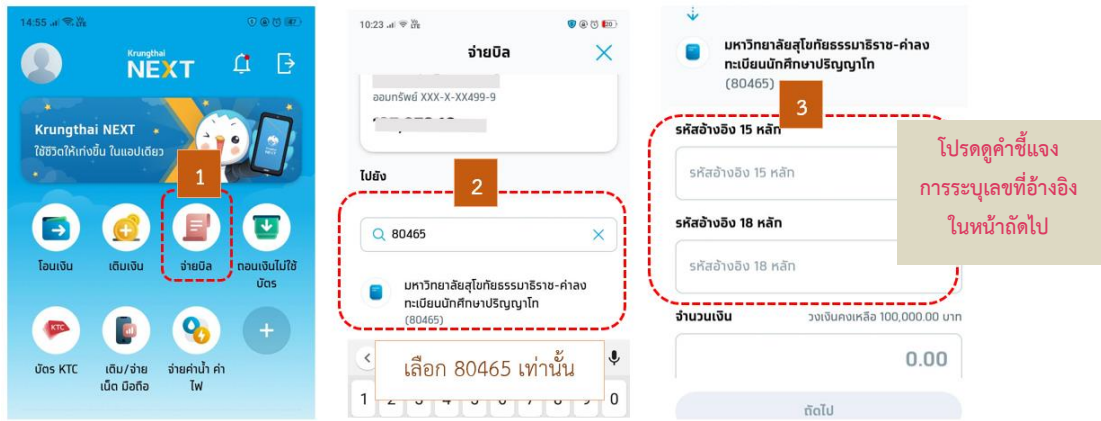 14:55
Krungthai
NEXT
Krungthai NEXT
ใช้ชีวิตให้เก่งขึ้น ในแอปเดียว
1
โอนเงิน
เติมเงิน
จ่ายบิล
ถอนเงินไม่ใช้
บัตร
KTC
บัตร KTC
เติม/จ่าย
เน็ต มือถือ
จ่ายค่าน้ำ ค่า
ไฟ
10:23
จ่ายบิล
ออมทรัพย์ XXX-X-XX499-9
ไปยัง
2
80465
มหาวิทยาลัยสุโขทัยธรรมาธิราช-ค่าลง
ทะเบียนนักศึกษาปริญญาโท
(80465)
เลือก 80465 เท่านั้น
มหาวิทยาลัยสุโขทัยธรรมาธิราช-ค่าลง
ทะเบียนนักศึกษาปริญญาโท
(80465)
3
รหัสอ้างอิง 15 หลัก
รหัสอ้างอิง 15 หลัก
รหัสอ้างอิง 18 หลัก
รหัสอ้างอิง 18 หลัก
จำนวนเงิน วงเงินคงเหลือ 100,000.00 บาท
0.00
ถัดไป
โปรดดูคำชี้แจง
การระบุเลขที่อ้างอิง
ในหน้าถัดไป